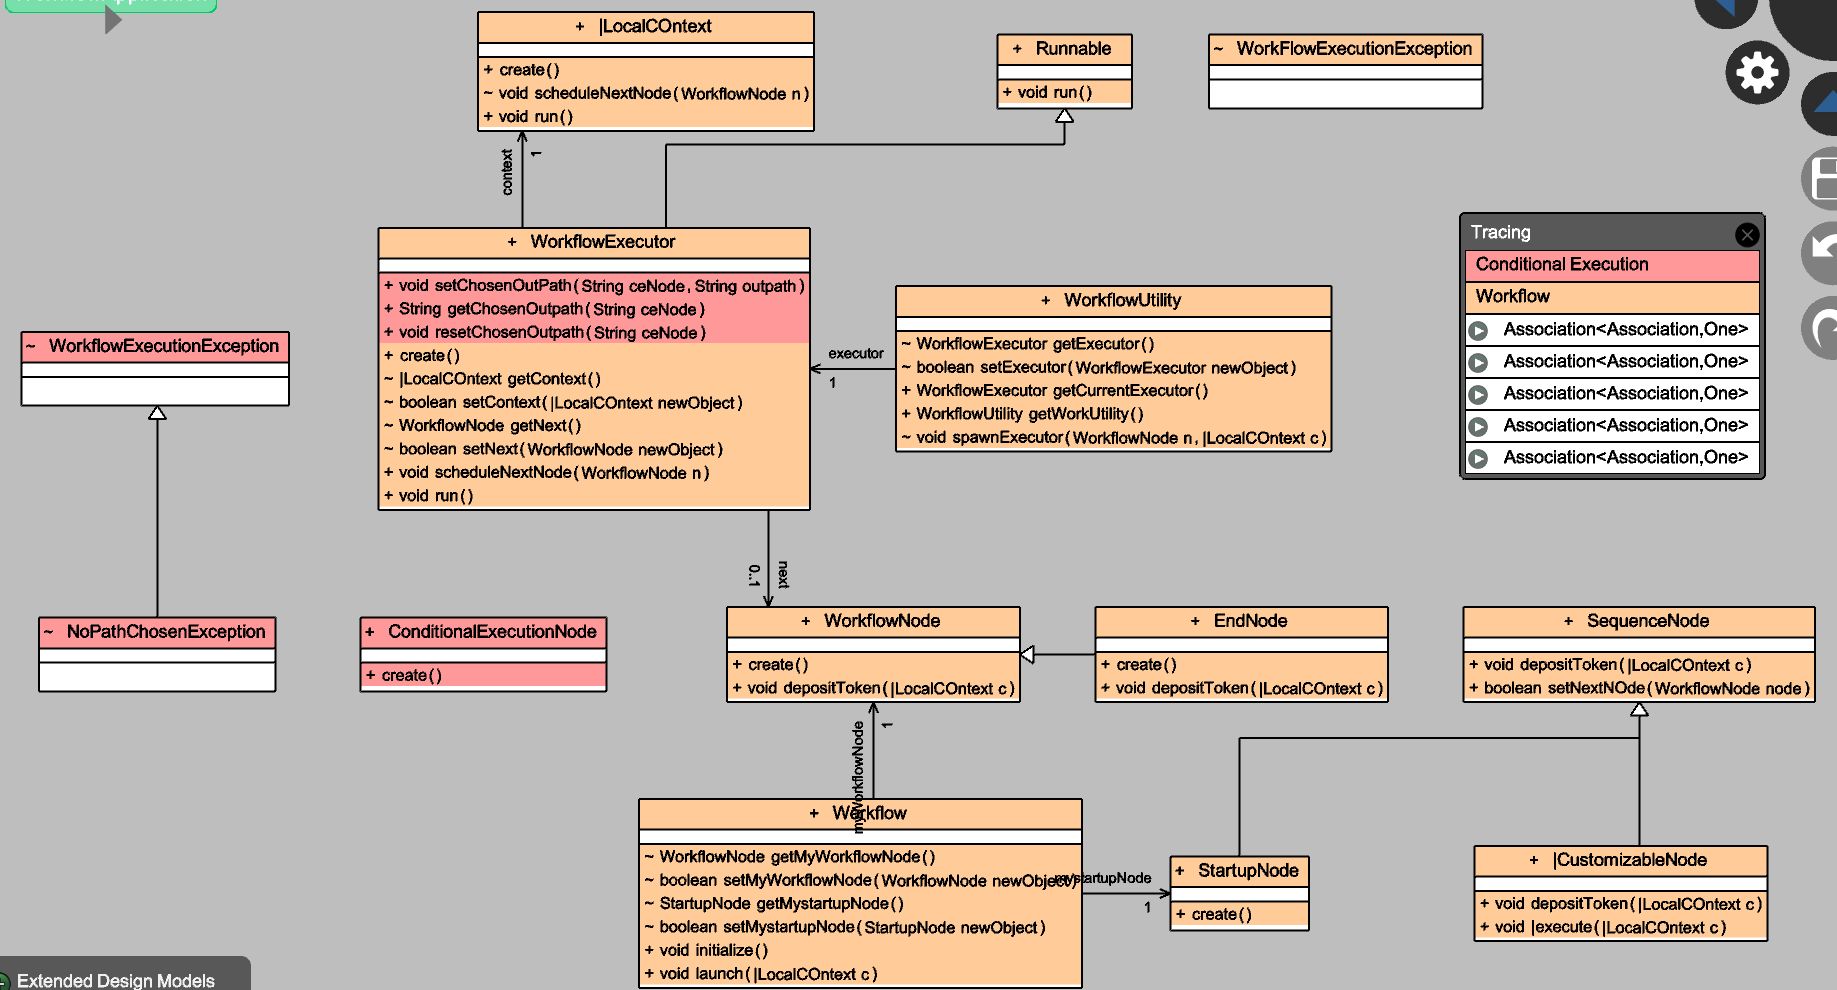 + |LocalCOntext
+ create()
~ void scheduleNextNode(WorkflowNode n)
+ void run()
+ Runnable
+ void run()
~ WorkFlowExecutionException
context
1
+ WorkflowExecutor
+ void setChosenOutPath(String ceNode, String outpath)
+ String getChosenOutpath(String ceNode)
+ void resetChosenOutpath(String ceNode)
+ create()
~ |LocalCOntext getContext()
~ boolean setContext(|LocalCOntext newObject)
~ WorkflowNode getNext()
~ boolean setNext(WorkflowNode newObject)
+ void scheduleNextNode(WorkflowNode n)
+ void run()
executor
1
+ WorkflowUtility
~ WorkflowExecutor getExecutor()
~ boolean setExecutor(WorkflowExecutor newObject)
+ WorkflowExecutor getCurrentExecutor()
+ WorkflowUtility getWorkUtility()
~ void spawnExecutor(WorkflowNode n, |LocalCOntext c)
Tracing
Conditional Execution
Workflow
Association<Association,One>
Association<Association,One>
Association<Association,One>
Association<Association,One>
Association<Association,One>
~ WorkflowExecutionException
0..1
next
~ NoPathChosenException
+ ConditionalExecutionNode
+ create()
+ WorkflowNode
+ create()
+ void depositToken(|LocalCOntext c)
+ EndNode
+ create()
+ void depositToken(|LocalCOntext c)
+ SequenceNode
+ void depositToken(|LocalCOntext c)
+ boolean setNextNOde(WorkflowNode node)
myWorkflowNode
1
+ Workflow
~ WorkflowNode getMyWorkflowNode()
~ boolean setMyWorkflowNode(WorkflowNode newObject)
~ StartupNode getMystartupNode()
~ boolean setMystartupNode(StartupNode newObject)
+ void initialize()
+ void launch(|LocalCOntext c)
mystartupNode
1
+ StartupNode
+ create()
+ |CustomizableNode
+ void depositToken(|LocalCOntext c)
+ void |execute(|LocalCOntext c)
Extended Design Models